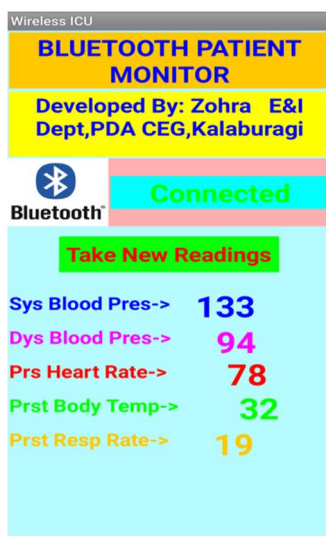 Wireless ICU
BLUETOOTH PATIENT
MONITOR
Developed By: Zohra E&I
Dept,PDA CEG,Kalaburagi
Bluetooth®
Connected
Take New Readings
Sys Blood Pres-> 133
Dys Blood Pres-> 94
Prs Heart Rate-> 78
Prst Body Temp-> 32
Prst Resp Rate-> 19